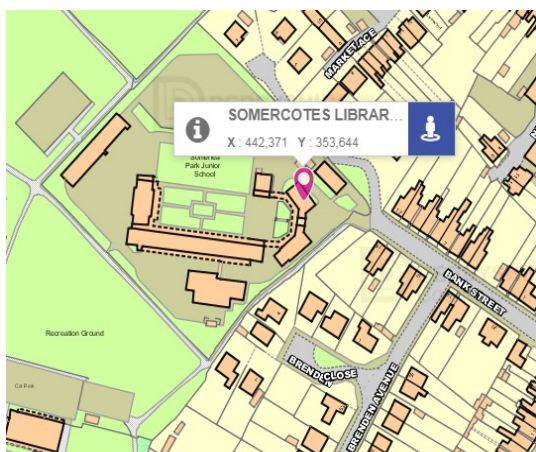 MARKET PLACE
SOMERCOTES LIBRAR...
X : 442,371 Y : 353,644
Somerlea
Park Junior
School
BANK STREET
Recreation Ground
BRENDEN CLOSE
BRENDEN AVENUE
Car Park